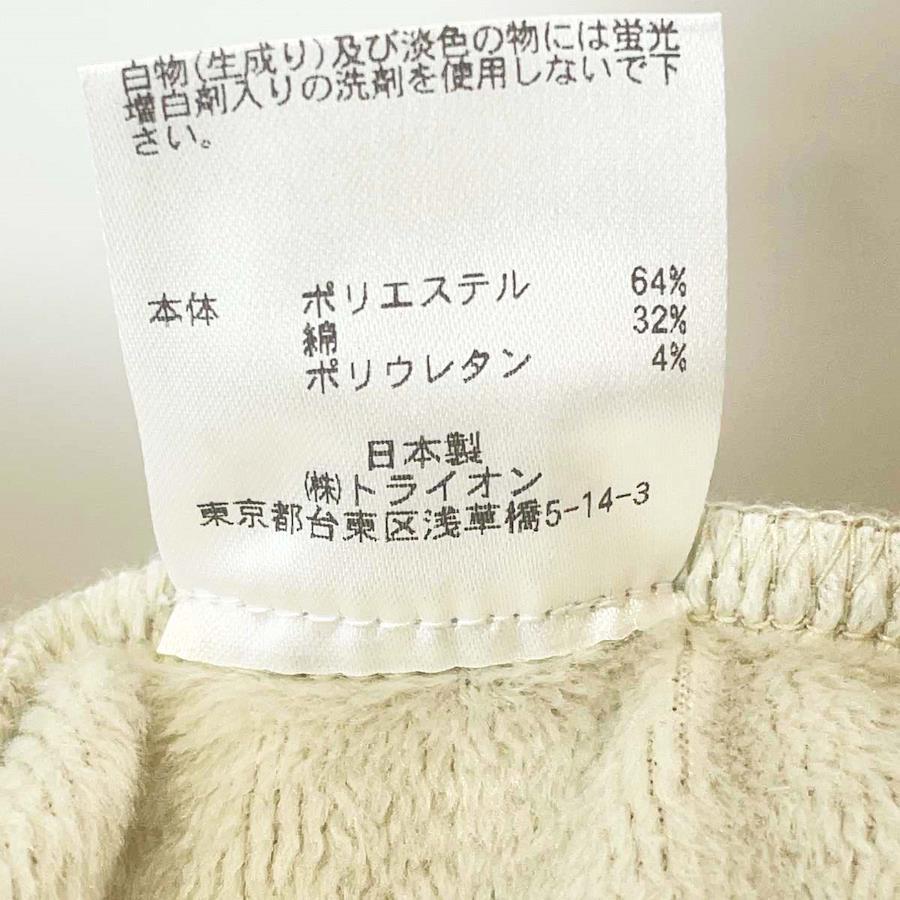 白物(生成り)及び淡色の物には蛍光
増白剤入りの洗剤を使用しないで下
さい。
本体 ポリエステル 64%
綿 32%
ポリウレタン 4%
日本製
㈱トライオン
東京都台東区浅草橋5-14-3